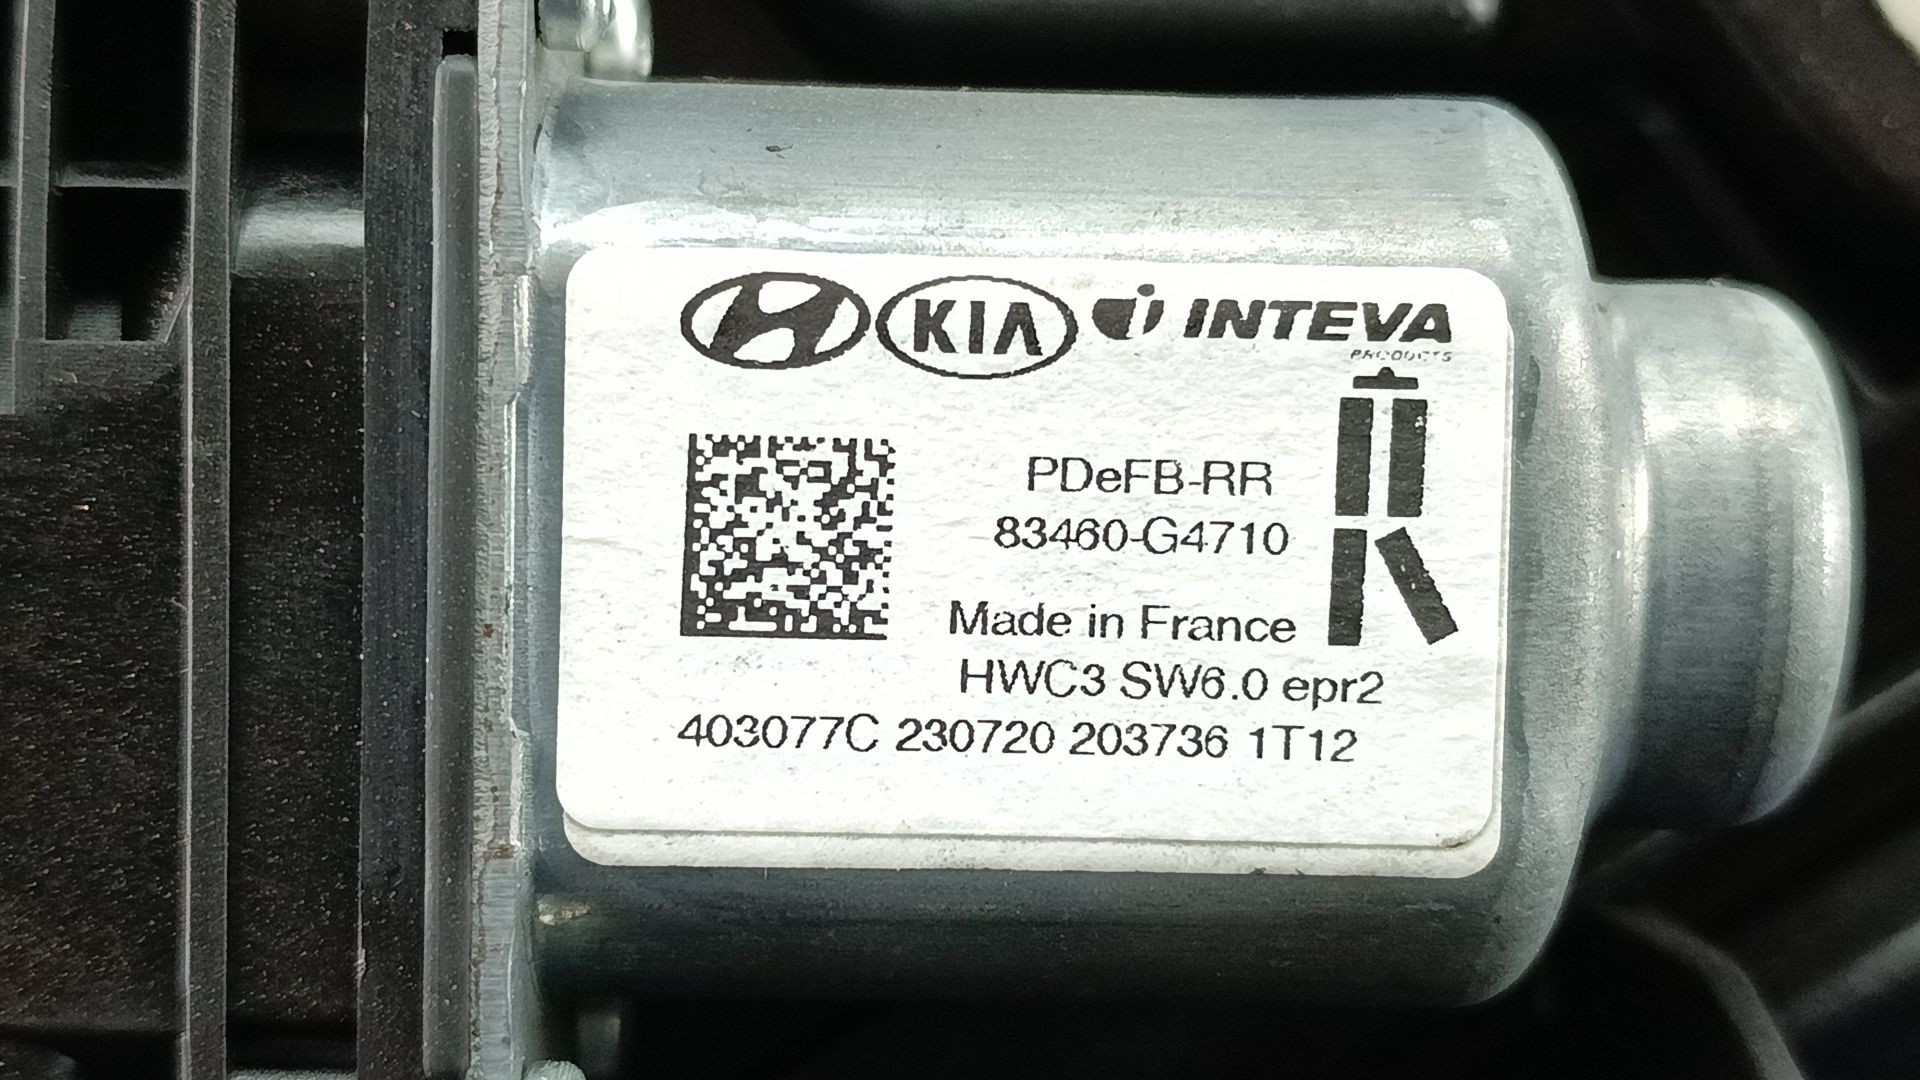 KIA INTEVA
PRODUCTS
PDeFB-RR
83460-G4710
Made in France
HWC3 SW6.0 epr2
403077C 230720 203736 1T12